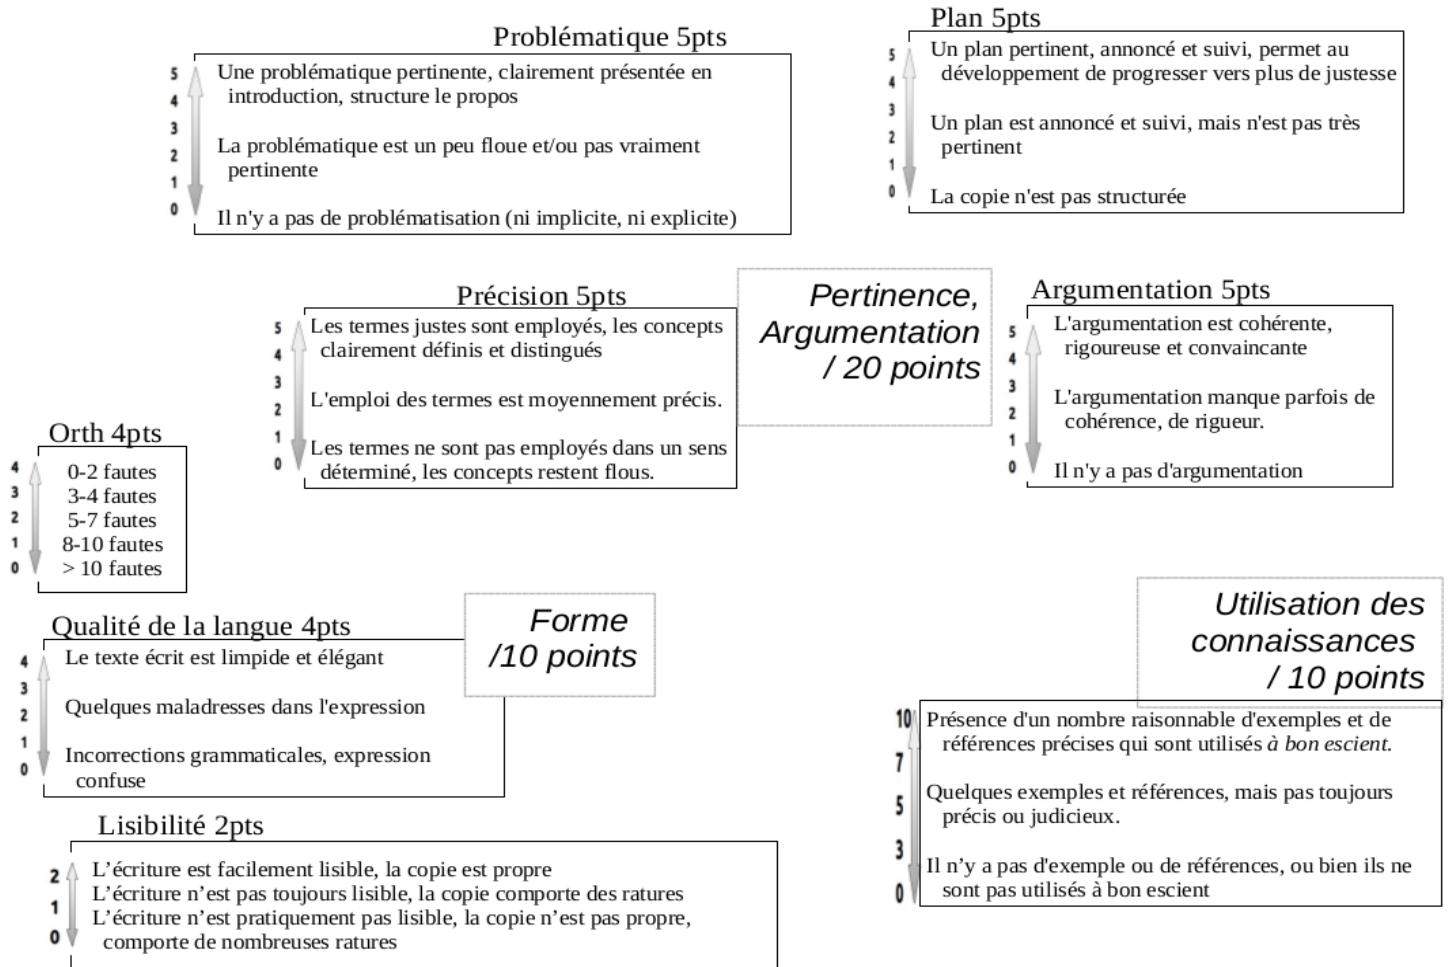 Problématique 5pts
5
4
3
2
1
0
Une problématique pertinente, clairement présentée en
introduction, structure le propos
La problématique est un peu floue et/ou pas vraiment
pertinente
Il n'y a pas de problématisation (ni implicite, ni explicite)
Plan 5pts
5
4
3
2
1
0
Un plan pertinent, annoncé et suivi, permet au
développement de progresser vers plus de justesse
Un plan est annoncé et suivi, mais n'est pas très
pertinent
La copie n'est pas structurée
Précision 5pts
5
4
3
2
1
0
Les termes justes sont employés, les concepts
clairement définis et distingués
L'emploi des termes est moyennement précis.
Les termes ne sont pas employés dans un sens
déterminé, les concepts restent flous.
Pertinence,
Argumentation
/ 20 points
Argumentation 5pts
5
4
3
2
1
0
L'argumentation est cohérente,
rigoureuse et convaincante
L'argumentation manque parfois de
cohérence, de rigueur.
Il n'y a pas d'argumentation
Orth 4pts
4
3
2
1
0
0-2 fautes
3-4 fautes
5-7 fautes
8-10 fautes
> 10 fautes
Qualité de la langue 4pts
4
3
2
1
0
Le texte écrit est limpide et élégant
Quelques maladresses dans l'expression
Incorrections grammaticales, expression
confuse
Forme
/10 points
Utilisation des
connaissances
/ 10 points
10
7
5
3
0
Présence d'un nombre raisonnable d'exemples et de
références précises qui sont utilisés à bon escient.
Quelques exemples et références, mais pas toujours
précis ou judicieux.
Il n’y a pas d'exemple ou de références, ou bien ils ne
sont pas utilisés à bon escient
Lisibilité 2pts
2
1
0
L’écriture est facilement lisible, la copie est propre
L’écriture n’est pas toujours lisible, la copie comporte des ratures
L’écriture n’est pratiquement pas lisible, la copie n’est pas propre,
comporte de nombreuses ratures